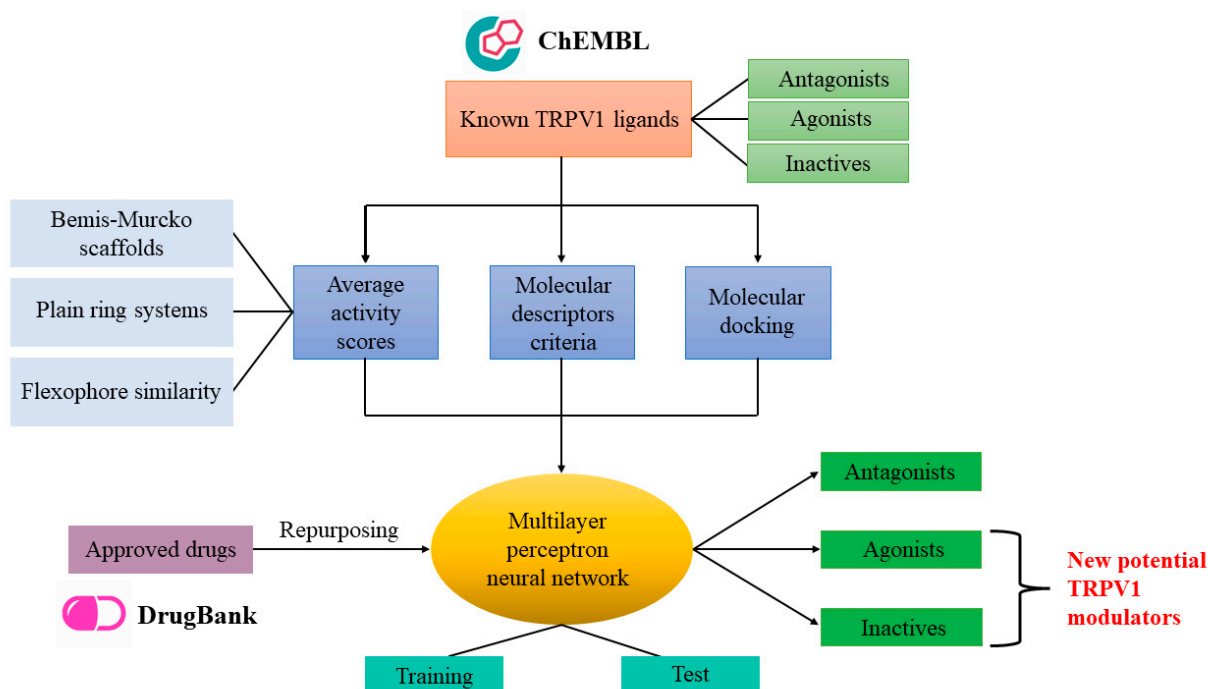 ChEMBL
Known TRPV1 ligands
Antagonists
Agonists
Inactives
Bemis-Murcko
scaffolds
Plain ring systems
Flexophore similarity
Average
activity
scores
Molecular
descriptors
criteria
Molecular
docking
Approved drugs
Repurposing
DrugBank
Multilayer
perceptron
neural network
Training
Test
Antagonists
Agonists
Inactives
New potential
TRPV1
modulators